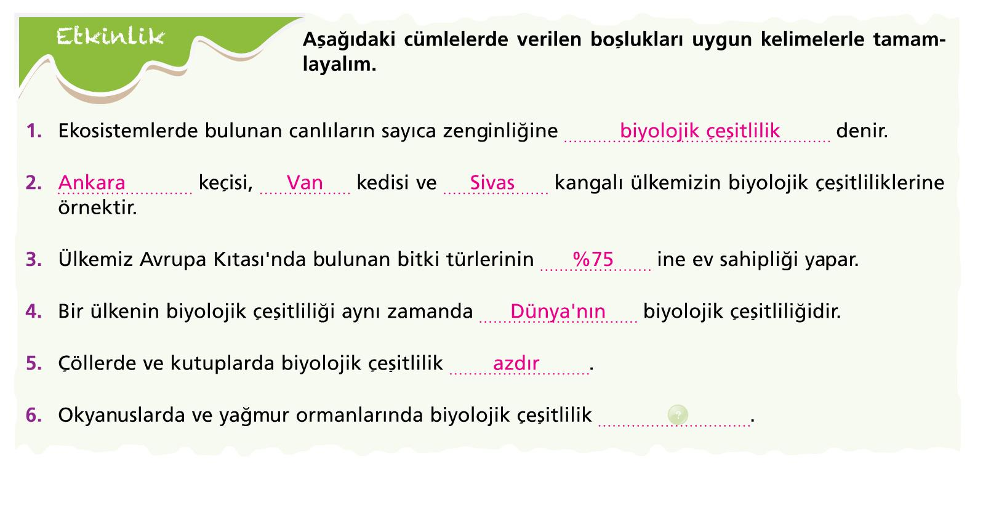 Etkinlik
Aşağıdaki cümlelerde verilen boşlukları uygun kelimelerle tamam-
layalım.
1. Ekosistemlerde bulunan canlıların sayıca zenginliğine biyolojik çeşitlilik denir.
2. Ankara keçisi, Van kedisi ve Sivas kangalı ülkemizin biyolojik çeşitliliklerine
örnektir.
3. Ülkemiz Avrupa Kıtası'nda bulunan bitki türlerinin %75 ine ev sahipliği yapar.
4. Bir ülkenin biyolojik çeşitliliği aynı zamanda Dünya'nın biyolojik çeşitliliğidir.
5. Çöllerde ve kutuplarda biyolojik çeşitlilik azdır.
6. Okyanuslarda ve yağmur ormanlarında biyolojik çeşitlilik ? .